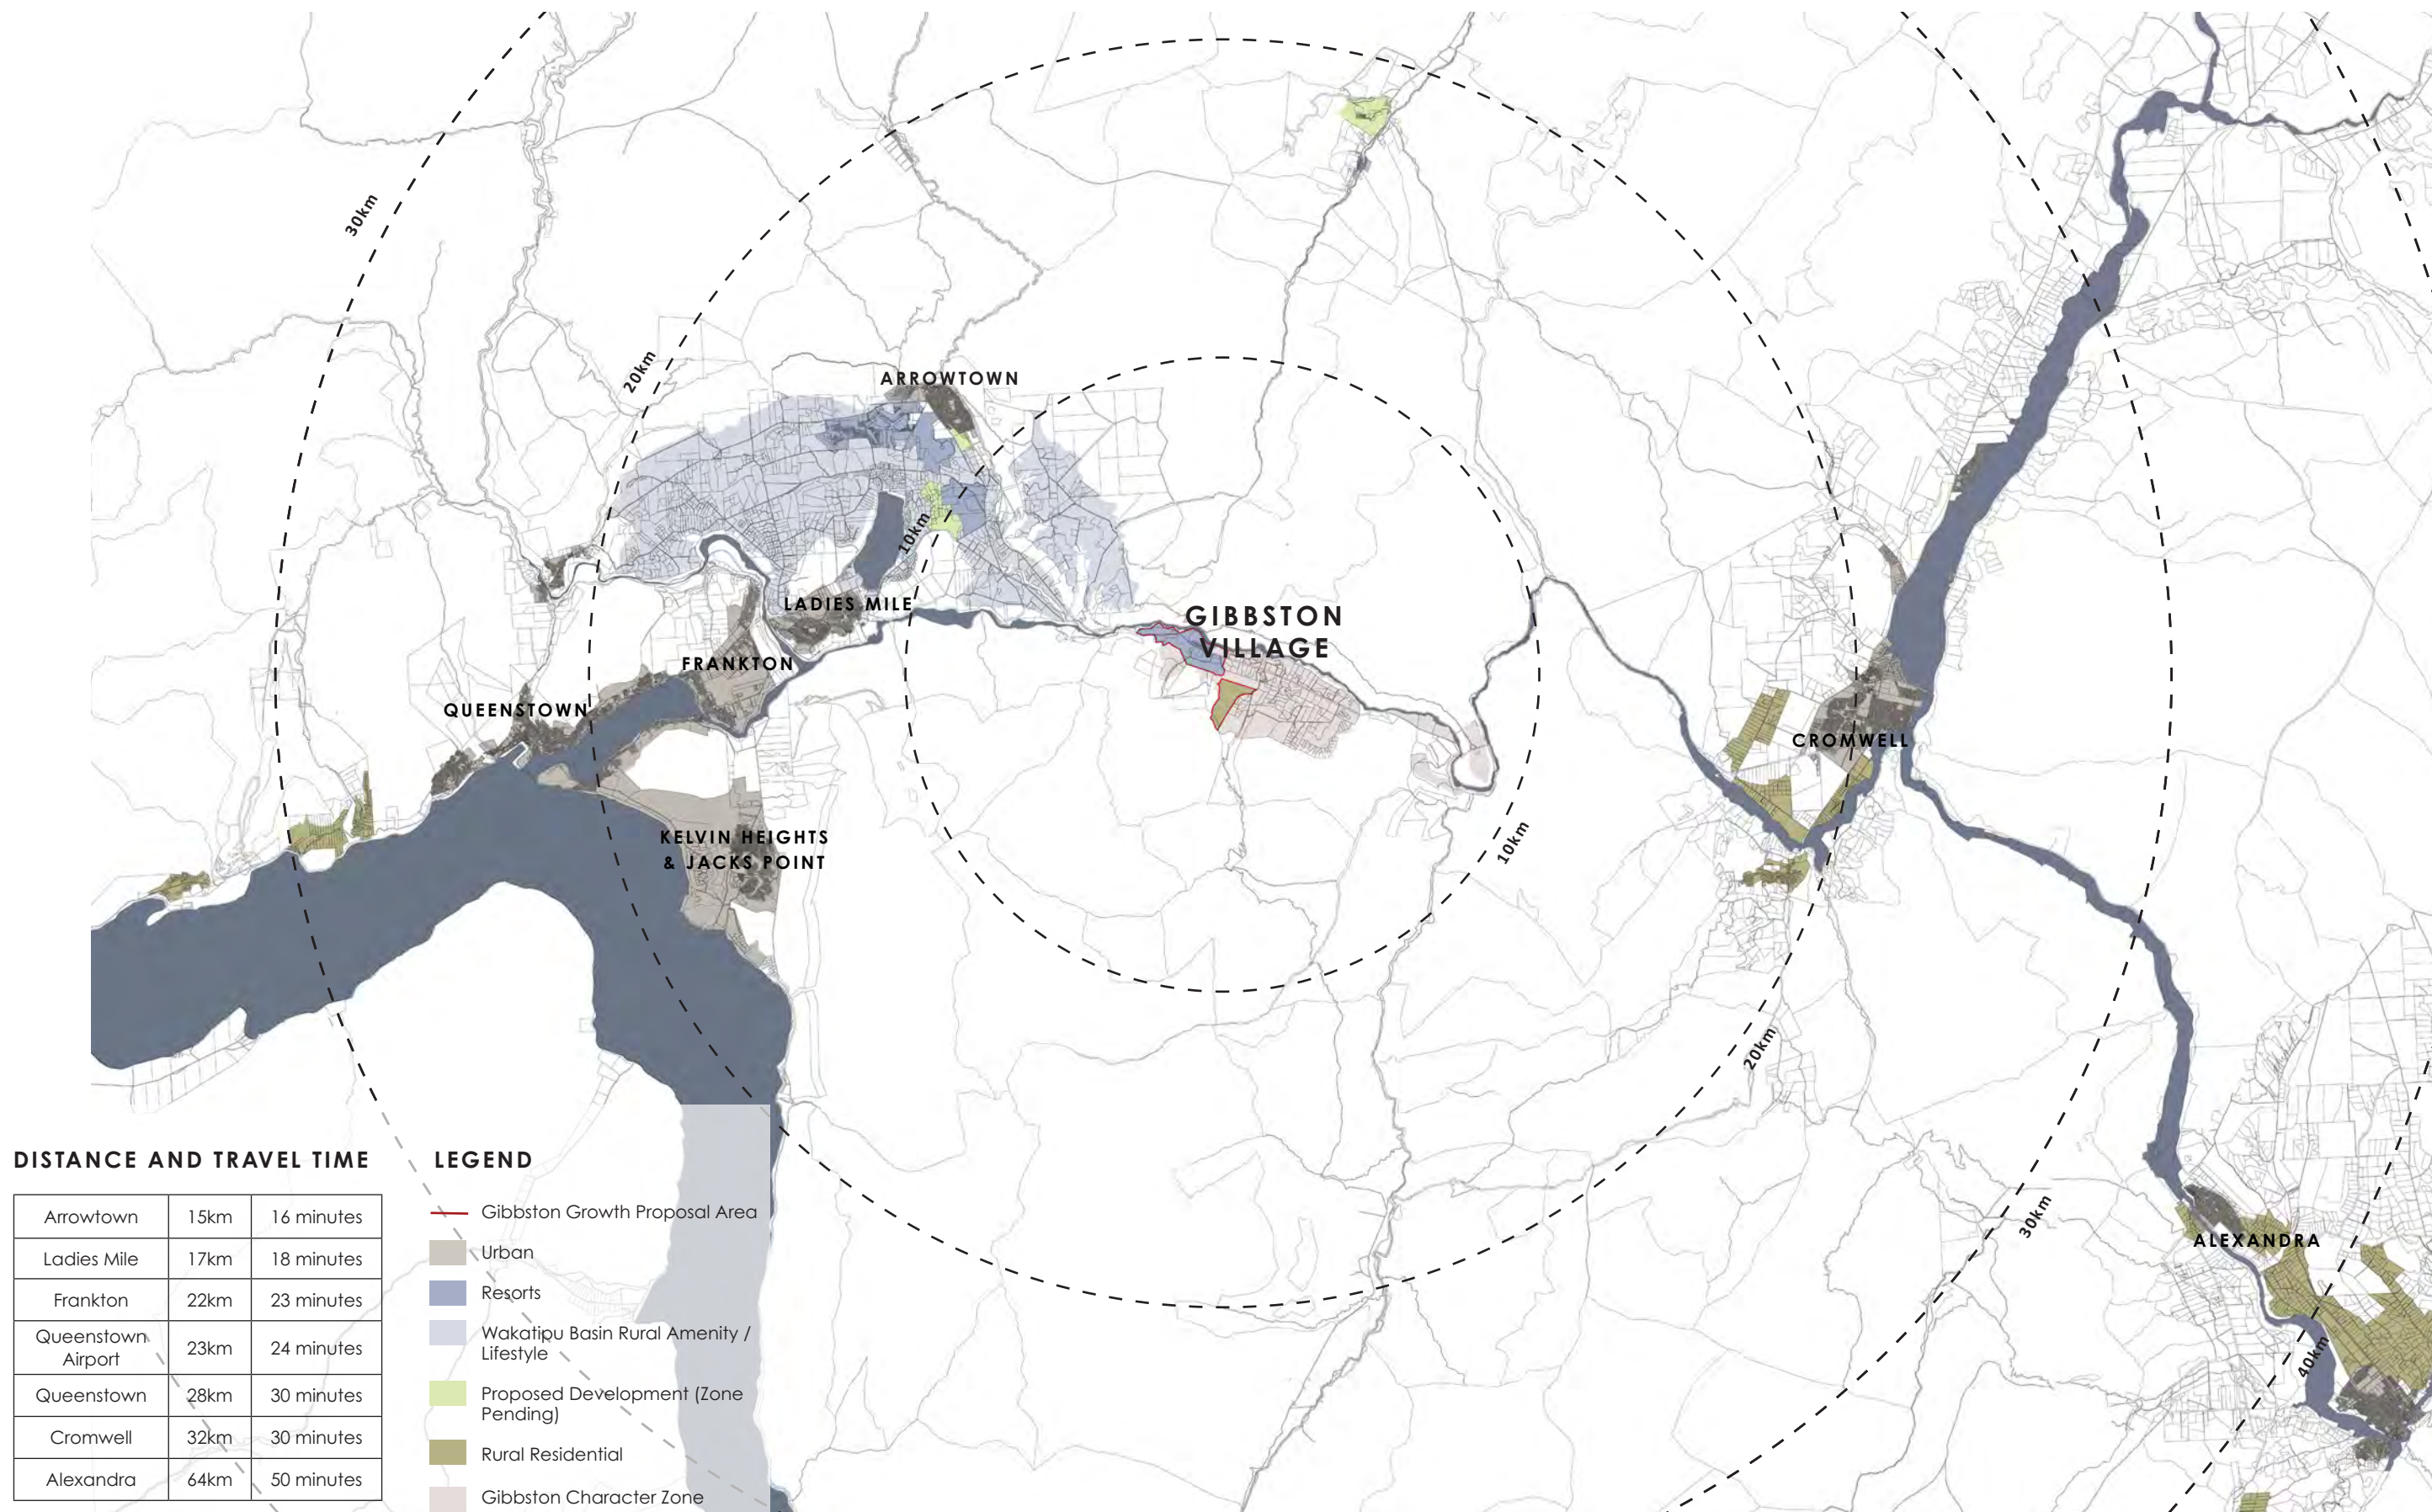 30km
20km
ARROWTOWN
10km
LADIES MILE
GIBBSTON
VILLAGE
FRANKTON
QUEENSTOWN
CROMWELL
KELVIN HEIGHTS
& JACKS POINT
10km
20km
30km
ALEXANDRA
40km
DISTANCE AND TRAVEL TIME
Arrowtown 15km 16 minutes
Ladies Mile 17km 18 minutes
Frankton 22km 23 minutes
Queenstown
Airport 23km 24 minutes
Queenstown 28km 30 minutes
Cromwell 32km 30 minutes
Alexandra 64km 50 minutes
LEGEND
Gibbston Growth Proposal Area
Urban
Resorts
Wakatipu Basin Rural Amenity /
Lifestyle
Proposed Development (Zone
Pending)
Rural Residential
Gibbston Character Zone